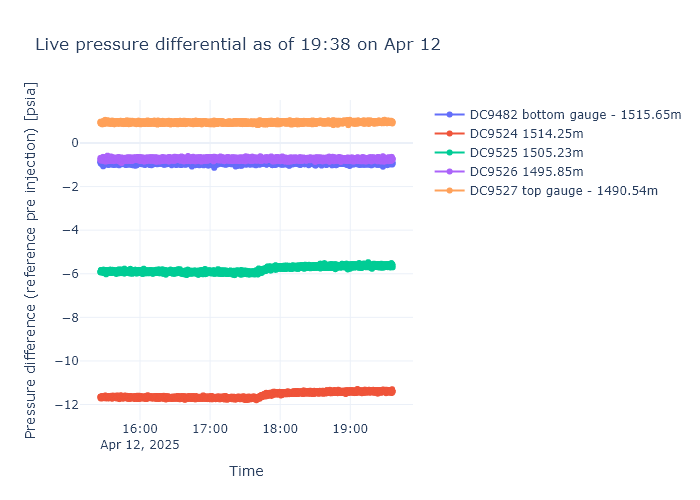 Live pressure differential as of 19:38 on Apr 12
Pressure difference (reference pre injection) [psia]
0
−2
−4
−6
−8
−10
−12
16:00
17:00
18:00
19:00
Apr 12, 2025
Time
DC9482 bottom gauge - 1515.65m
DC9524 1514.25m
DC9525 1505.23m
DC9526 1495.85m
DC9527 top gauge - 1490.54m